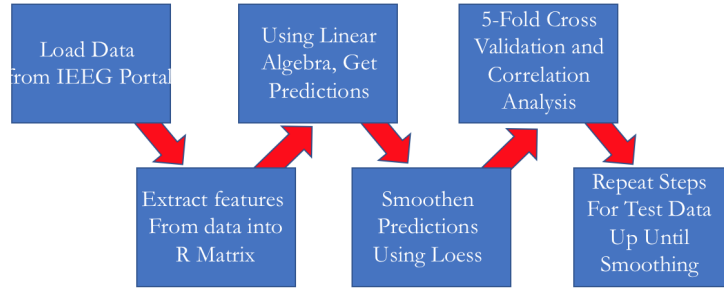 Load Data
from IEEG Portal
Extract features
From data into
R Matrix
Using Linear
Algebra, Get
Predictions
Smoothen
Predictions
Using Loess
5-Fold Cross
Validation and
Correlation
Analysis
Repeat Steps
For Test Data
Up Until
Smoothing